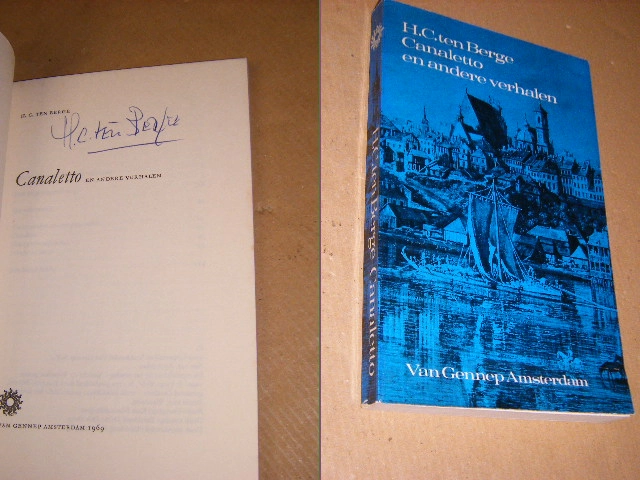 H. C. TEN BERGE
H.C. ten Berge
Canaletto EN ANDERE VERHALEN
VAN GENNEP AMSTERDAM 1969
H.C. ten Berge
Canaletto
en andere verhalen
H.C. ten Berge Canaletto
Van Gennep Amsterdam